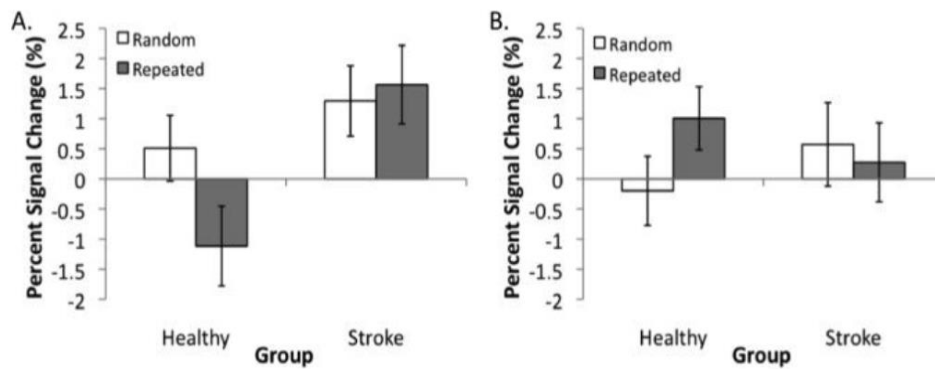 A.
Percent Signal Change (%)
2.5
2
1.5
1
0.5
0
-0.5
-1
-1.5
-2
Random
Repeated
Healthy
Stroke
Group
B.
Percent Signal Change (%)
2.5
2
1.5
1
0.5
0
-0.5
-1
-1.5
-2
Random
Repeated
Healthy
Stroke
Group